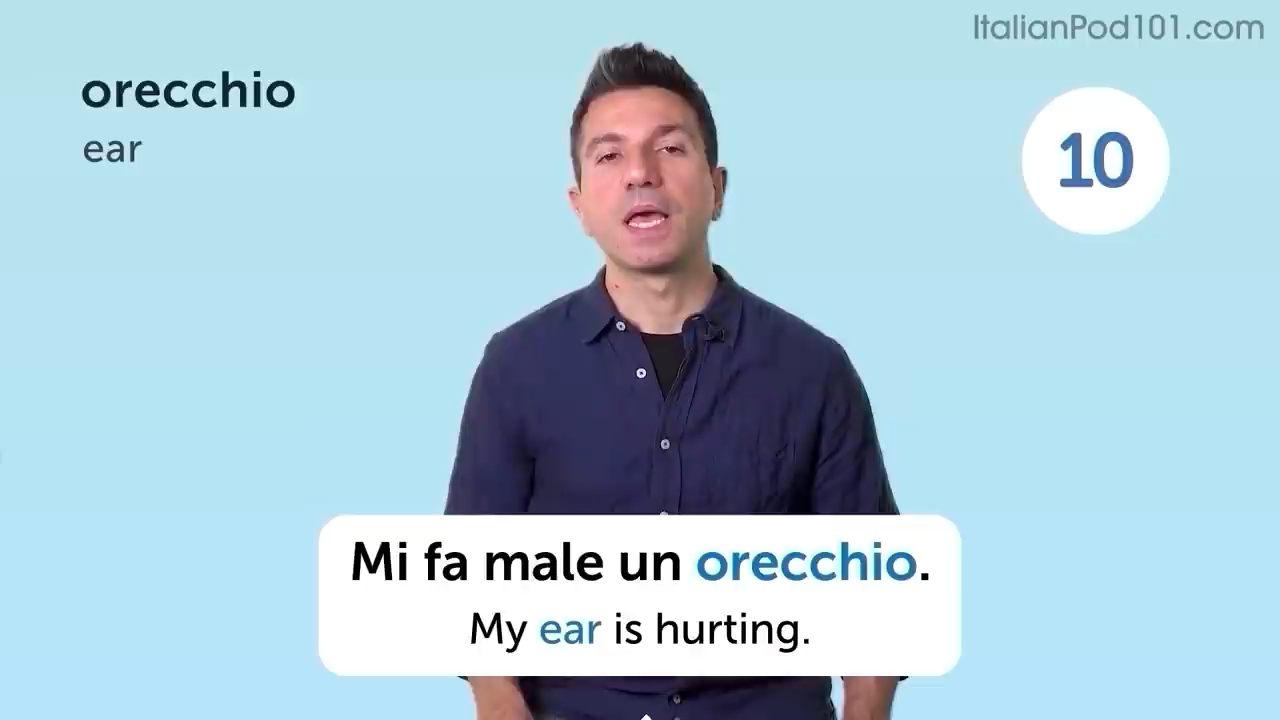 ItalianPod101.com
orecchio
ear
10
Mi fa male un orecchio.
My ear is hurting.